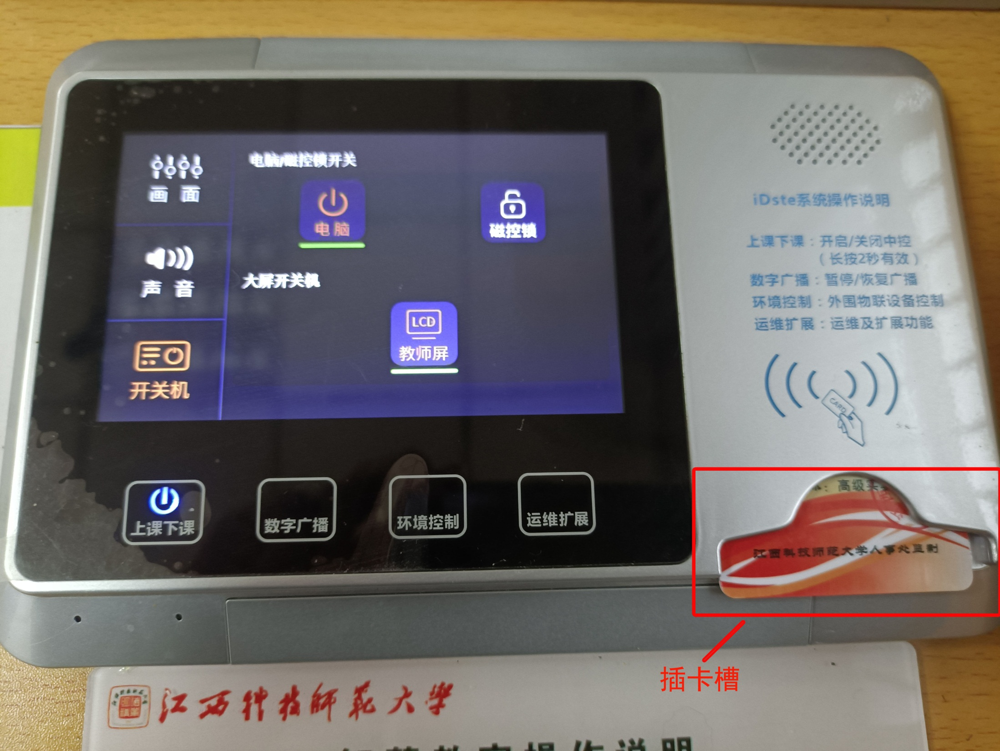 画 面
声 音
开关机
电脑/磁控锁开关
电 脑
磁控锁
大屏开关机
LCD
教师屏
上课下课
数字广播
环境控制
运维扩展
iDste系统操作说明
上课下课：开启/关闭中控
（长按2秒有效）
数字广播：暂停/恢复广播
环境控制：外围物联设备控制
运维扩展：运维及扩展功能
CARD
：高级实
江西科技师范大学人事处监制
插卡槽
江西科技师范大学
操作说明